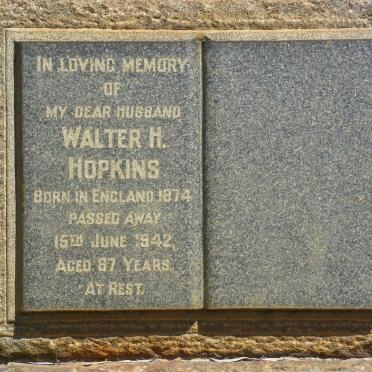 IN LOVING MEMORY
OF
MY DEAR HUSBAND
WALTER H.
HOPKINS
BORN IN ENGLAND 1874
PASSED AWAY
15TH JUNE 1942,
AGED 67 YEARS.
AT REST.